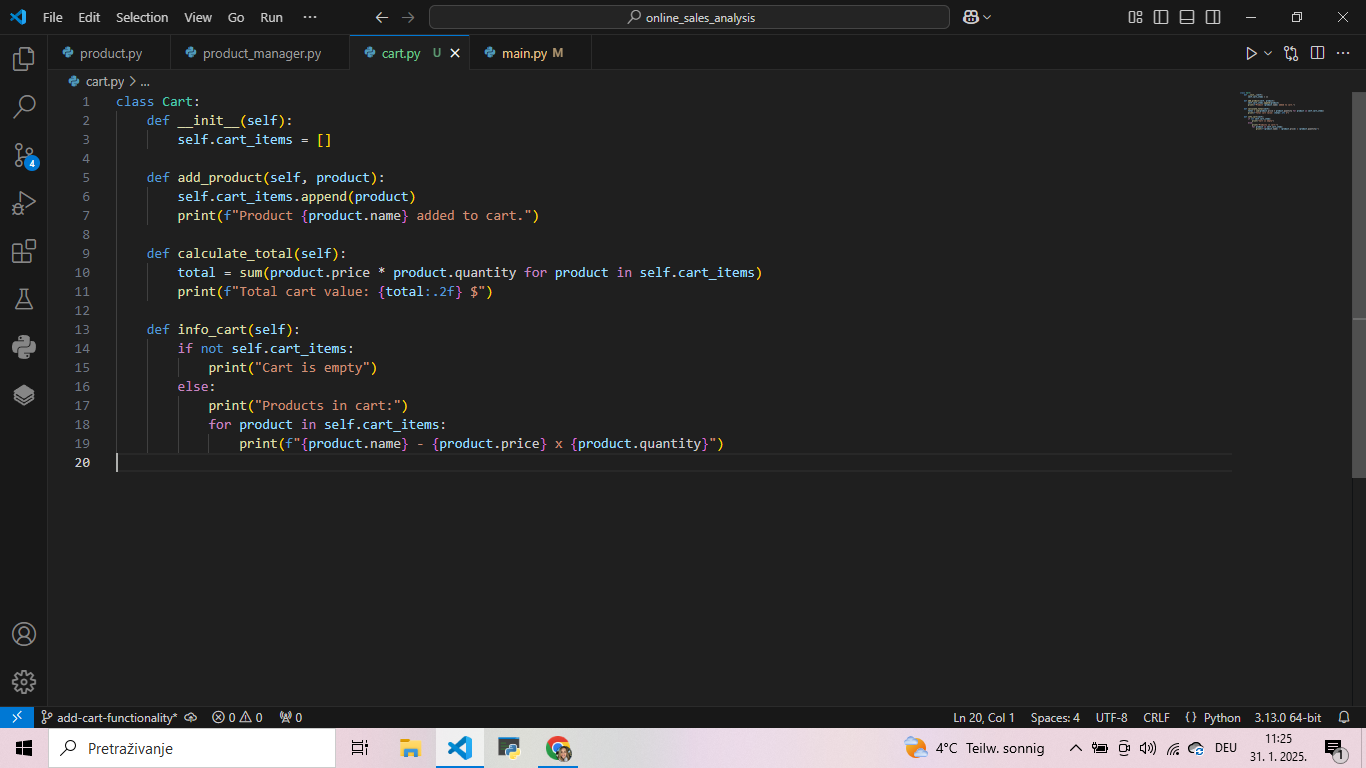 File Edit Selection View Go Run ··· online_sales_analysis
product.py product_manager.py cart.py U main.py M
cart.py > ...
1 class Cart:
2     def __init__(self):
3         self.cart_items = []
4
5     def add_product(self, product):
6         self.cart_items.append(product)
7         print(f"Product {product.name} added to cart.")
8
9     def calculate_total(self):
10         total = sum(product.price * product.quantity for product in self.cart_items)
11         print(f"Total cart value: {total:.2f} $")
12
13     def info_cart(self):
14         if not self.cart_items:
15             print("Cart is empty")
16         else:
17             print("Products in cart:")
18             for product in self.cart_items:
19                 print(f"{product.name} - {product.price} x {product.quantity}")
20
4
add-cart-functionality* 0 0 0 Ln 20, Col 1 Spaces: 4 UTF-8 CRLF {} Python 3.13.0 64-bit
Pretraživanje 4°C Teilw. sonnig DEU 11:25
31. 1. 2025. 1